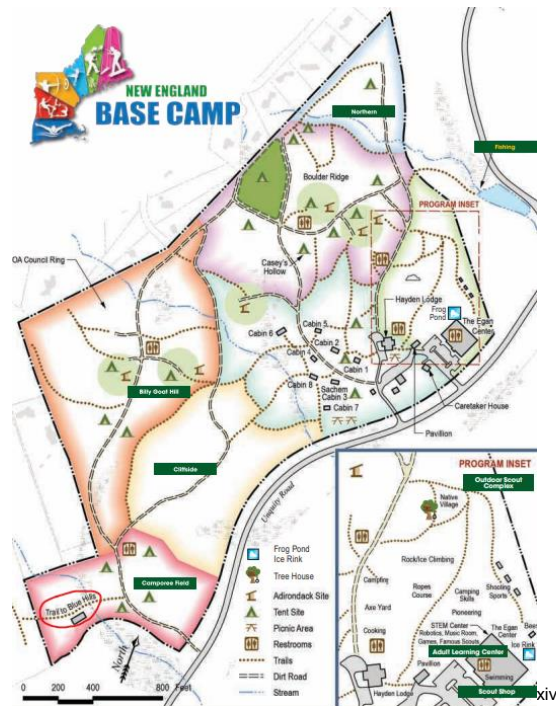 NEW ENGLAND
BASE CAMP
Northern
Fishing
Boulder Ridge
PROGRAM INSET
OA Council Ring
Casey's
Hollow
Hayden Lodge
Frog
Pond
The Egan
Center
Cabin 6
Cabin 5
Cabin 2
Cabin 4
Cabin 1
Cabin 8
Sachem
Cabin 3
Cabin 7
Billy Goat Hill
Caretaker House
Pavillion
Cliffside
Unquity Road
Camporee Field
Trail to Blue Hills
North
0 200 400 800 Feet
Frog Pond
Ice Rink
Tree House
Adirondack Site
Tent Site
Picnic Area
Restrooms
Trails
Dirt Road
Stream
PROGRAM INSET
Outdoor Scout
Complex
Native
Village
Rock/Ice Climbing
Campfire
Ropes
Course
Camping
Skills
Shooting
Sports
Axe Yard
Pioneering
Cooking
STEM Center
Robotics, Music Room,
Games, Famous Scouts
The Egan
Center
Ice Rink
Adult Learning Center
Pavillion
Swimming
Hayden Lodge
Scout Shop
xiv